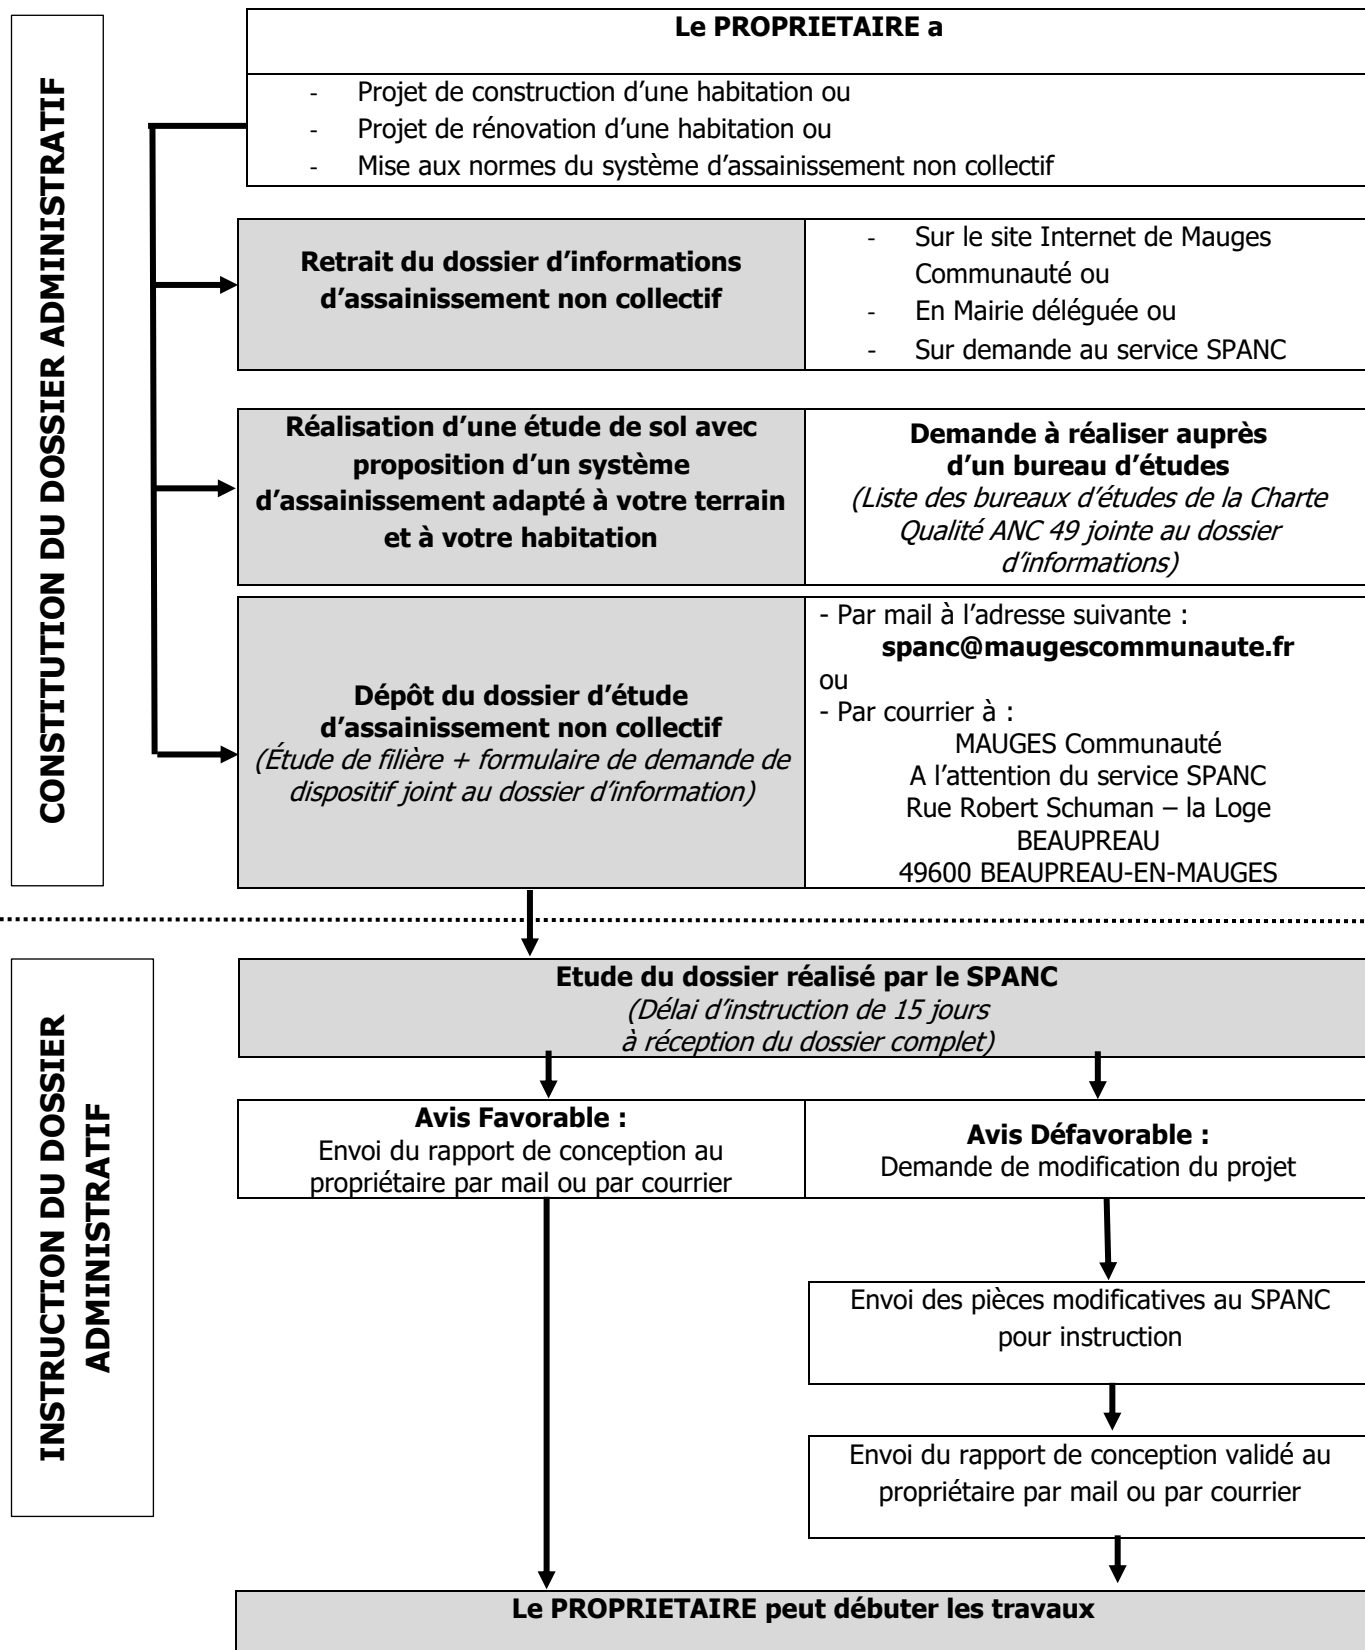 CONSTITUTION DU DOSSIER ADMINISTRATIF
Le PROPRIETAIRE a
- Projet de construction d’une habitation ou
- Projet de rénovation d’une habitation ou
- Mise aux normes du système d’assainissement non collectif
Retrait du dossier d’informations
d’assainissement non collectif
- Sur le site Internet de Mauges
Communauté ou
- En Mairie déléguée ou
- Sur demande au service SPANC
Réalisation d’une étude de sol avec
proposition d’un système
d’assainissement adapté à votre terrain
et à votre habitation
Demande à réaliser auprès
d’un bureau d’études
(Liste des bureaux d’études de la Charte
Qualité ANC 49 jointe au dossier
d’informations)
Dépôt du dossier d’étude
d’assainissement non collectif
(Étude de filière + formulaire de demande de
dispositif joint au dossier d’information)
- Par mail à l’adresse suivante :
spanc@maugescommunaute.fr
ou
- Par courrier à :
MAUGES Communauté
A l’attention du service SPANC
Rue Robert Schuman – la Loge
BEAUPREAU
49600 BEAUPREAU-EN-MAUGES
INSTRUCTION DU DOSSIER
ADMINISTRATIF
Etude du dossier réalisé par le SPANC
(Délai d’instruction de 15 jours
à réception du dossier complet)
Avis Favorable :
Envoi du rapport de conception au
propriétaire par mail ou par courrier
Avis Défavorable :
Demande de modification du projet
Envoi des pièces modificatives au SPANC
pour instruction
Envoi du rapport de conception validé au
propriétaire par mail ou par courrier
Le PROPRIETAIRE peut débuter les travaux